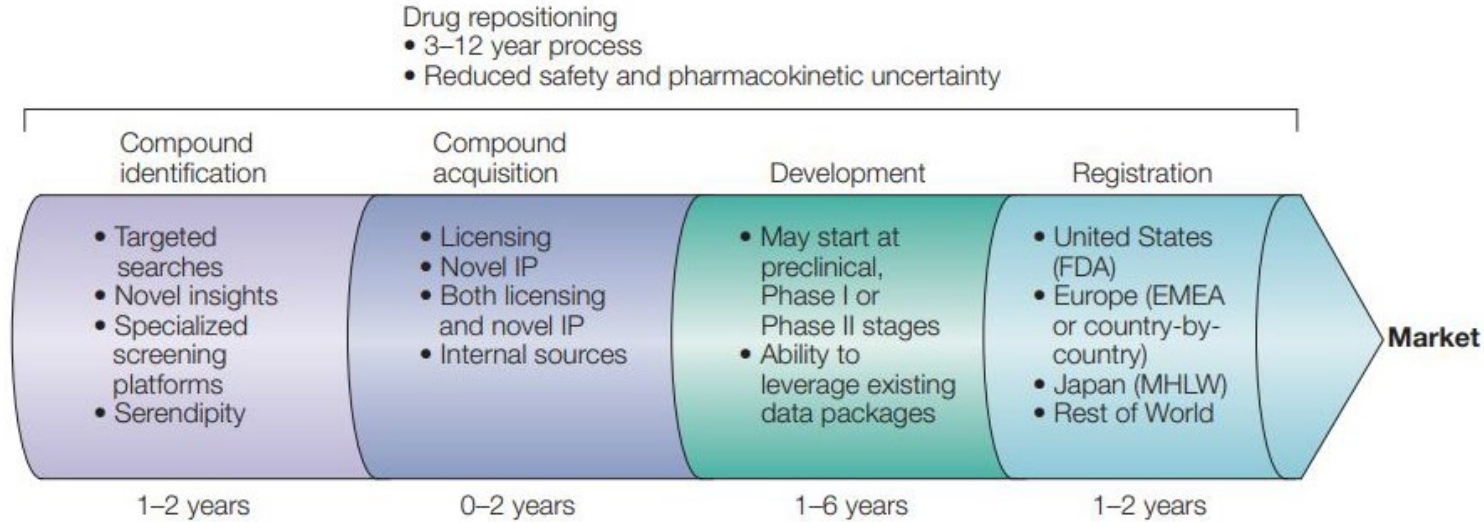 Drug repositioning
• 3–12 year process
• Reduced safety and pharmacokinetic uncertainty
Compound
identification
Compound
acquisition
Development
Registration
• Targeted
searches
• Novel insights
• Specialized
screening
platforms
• Serendipity
• Licensing
• Novel IP
• Both licensing
and novel IP
• Internal sources
• May start at
preclinical,
Phase I or
Phase II stages
• Ability to
leverage existing
data packages
• United States
(FDA)
• Europe (EMEA
or country-by-
country)
• Japan (MHLW)
• Rest of World
Market
1–2 years
0–2 years
1–6 years
1–2 years